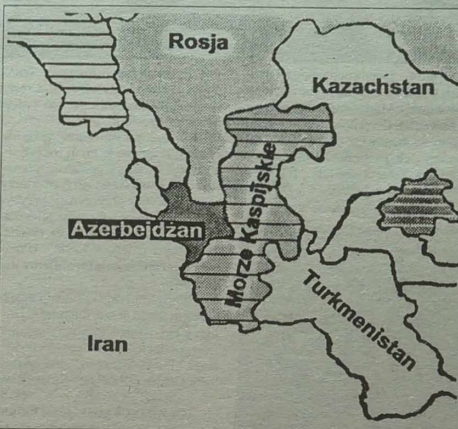 Rosja
Kazachstan
Morze Kaspijskie
Azerbejdżan
Turkmenistan
Iran